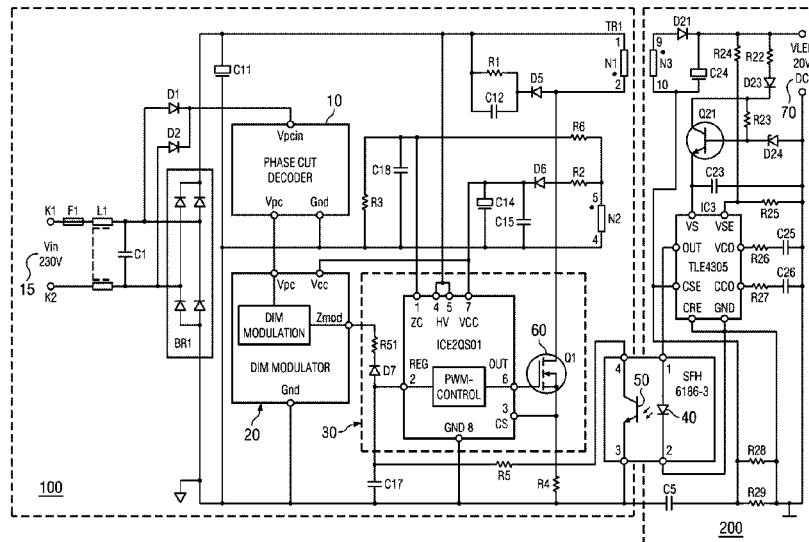 TR1
1
N1
2
R1
C12
D5
C11
D1
D2
10
Vpcin
PHASE CUT
DECODER
Vpc
Gnd
K1
F1
L1
Vin
230V
15
K2
C1
BR1
R3
C18
R6
D6
R2
C14
C15
5
N2
4
Vpc
Vcc
DIM
MODULATION
Zmod
DIM MODULATOR
Gnd
20
R51
D7
30
1
4
5
7
ZC
HV
VCC
ICE2QS01
REG
OUT
2
PWM-
CONTROL
6
3
CS
GND 8
60
Q1
C17
R5
R4
100
9
N3
10
D21
C24
R24
R22
D23
R23
VLED
20V
DC
70
Q21
D24
C23
IC3
VS
VSE
R25
OUT
VCO
TLE4305
CSE
CCO
CRE
GND
R26
C25
R27
C26
4
1
50
SFH
6186-3
40
3
2
R28
C5
R29
200